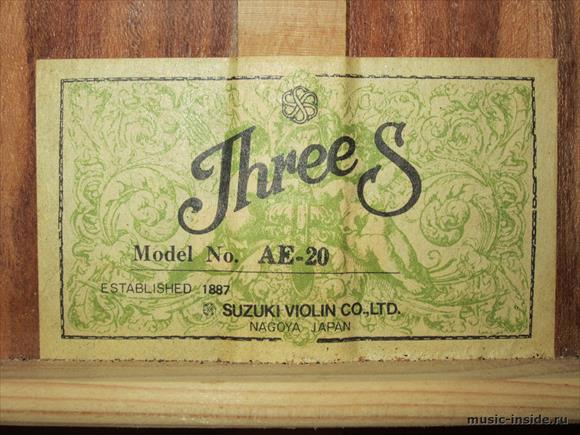 Three S
Model No. AE-20
ESTABLISHED 1887
SUZUKI VIOLIN CO.,LTD.
NAGOYA JAPAN
music-inside.ru